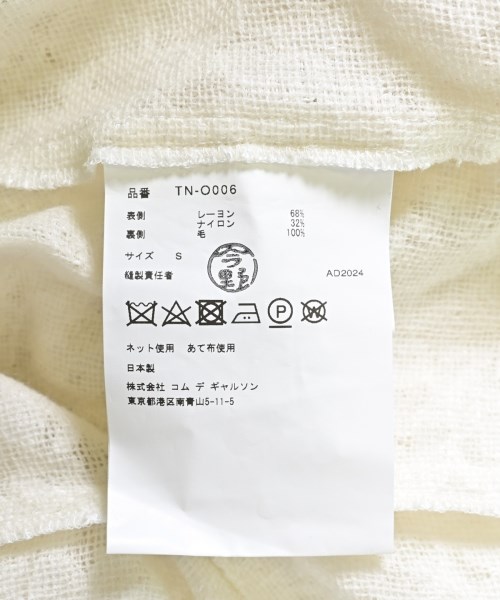 品番 TN-O006
表側 レーヨン 68%
ナイロン 32%
裏側 毛 100%
サイズ S
縫製責任者 今野 AD2024
P W
ネット使用 あて布使用
日本製
株式会社 コム デ ギャルソン
東京都港区南青山5-11-5